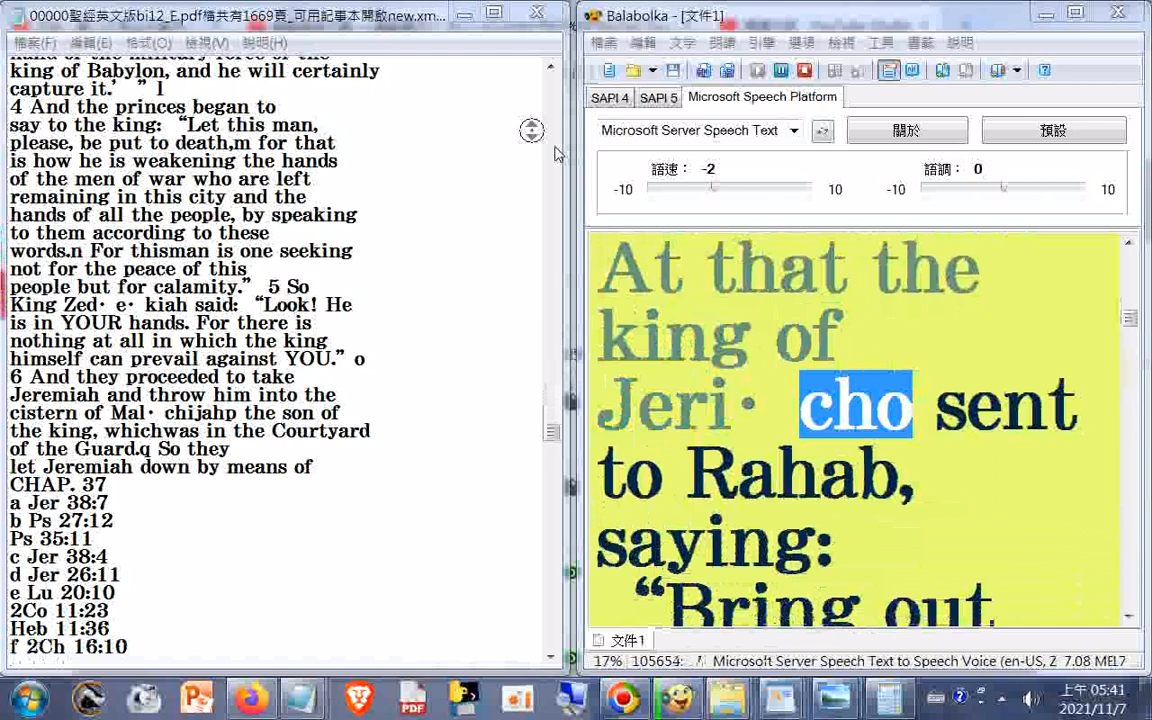 00000聖經英文版bi12_E.pdf檔共有1669頁_可用記事本開啟new.xm...
檔案(F) 編輯(E) 格式(O) 檢視(V) 說明(H)
hand of the military force of the
king of Babylon, and he will certainly
capture it.’ ”l
4 And the princes began to
say to the king: “Let this man,
please, be put to death,m for that
is how he is weakening the hands
of the men of war who are left
remaining in this city and the
hands of all the people, by speaking
to them according to these
words.n For thisman is one seeking
not for the peace of this
people but for calamity.” 5 So
King Zed· e· kiah said: “Look! He
is in YOUR hands. For there is
nothing at all in which the king
himself can prevail against YOU.” o
6 And they proceeded to take
Jeremiah and throw him into the
cistern of Mal· chijahp the son of
the king, whichwas in the Courtyard
of the Guard.q So they
let Jeremiah down by means of
CHAP. 37
a Jer 38:7
b Ps 27:12
Ps 35:11
c Jer 38:4
d Jer 26:11
e Lu 20:10
2Co 11:23
Heb 11:36
f 2Ch 16:10
Balabolka - [文件1]
檔案 編輯 文字 朗讀 引擎 選項 檢視 工具 書籤 說明
SAPI 4 SAPI 5 Microsoft Speech Platform
Microsoft Server Speech Text 關於 預設
語速： -2 語調： 0
-10 10 -10 10
At that the
king of
Jeri· cho sent
to Rahab,
saying:
“Bring out
文件1
17% 105654: Microsoft Server Speech Text to Speech Voice (en-US, 2 7.08 ME
PDF
上午 05:41
2021/11/7